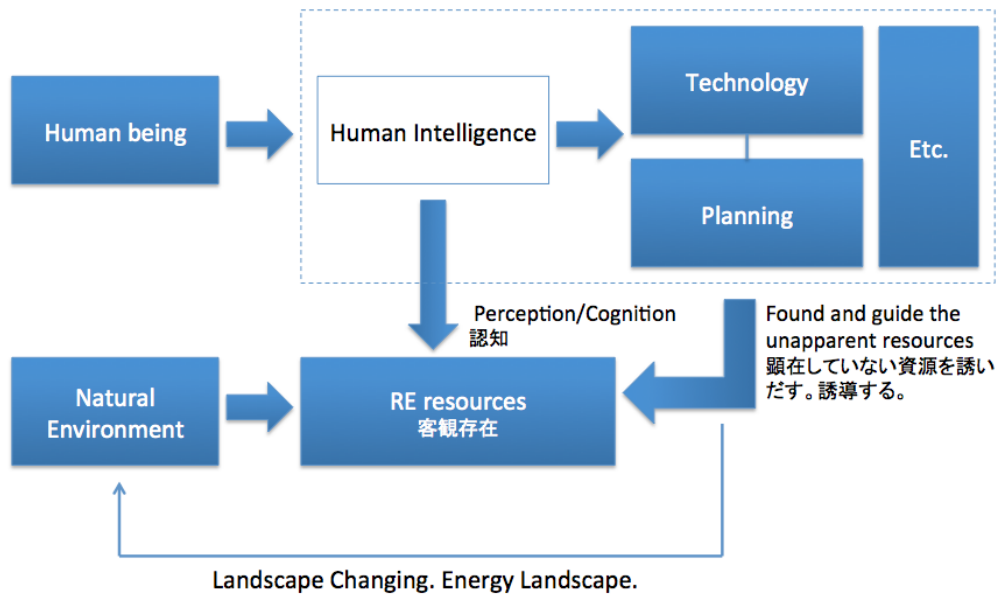 Human being
Human Intelligence
Technology
Planning
Etc.
Perception/Cognition
認知
Found and guide the
unapparent resources
顕在していない資源を誘い
だす。誘導する。
Natural
Environment
RE resources
客観存在
Landscape Changing. Energy Landscape.